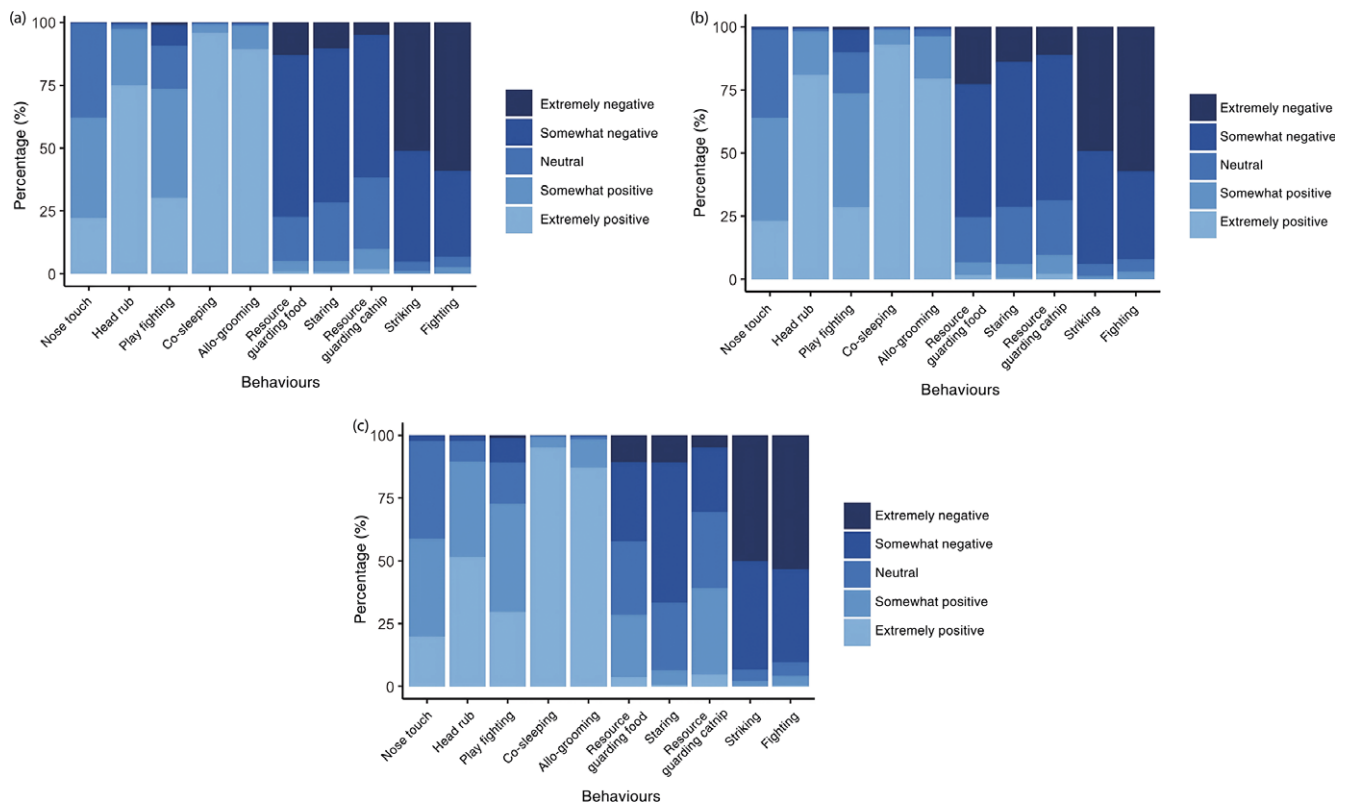 (a)
100
75
50
25
0
Percentage (%)
Nose touch
Head rub
Play fighting
Co-sleeping
Allo-grooming
Resource
guarding food
Staring
Resource
guarding catnip
Striking
Fighting
Behaviours
Extremely negative
Somewhat negative
Neutral
Somewhat positive
Extremely positive
(b)
100
75
50
25
0
Percentage (%)
Nose touch
Head rub
Play fighting
Co-sleeping
Allo-grooming
Resource
guarding food
Staring
Resource
guarding catnip
Striking
Fighting
Behaviours
Extremely negative
Somewhat negative
Neutral
Somewhat positive
Extremely positive
(c)
100
75
50
25
0
Percentage (%)
Nose touch
Head rub
Play fighting
Co-sleeping
Allo-grooming
Resource
guarding food
Staring
Resource
guarding catnip
Striking
Fighting
Behaviours
Extremely negative
Somewhat negative
Neutral
Somewhat positive
Extremely positive